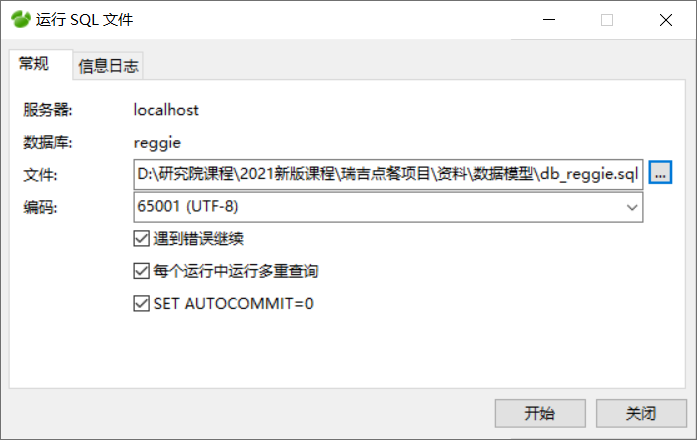 运行 SQL 文件
常规
信息日志
服务器: localhost
数据库: reggie
文件: D:\研究院课程\2021新版课程\瑞吉点餐项目\资料\数据模型\db_reggie.sql ...
编码: 65001 (UTF-8)
遇到错误继续
每个运行中运行多重查询
SET AUTOCOMMIT=0
开始 关闭